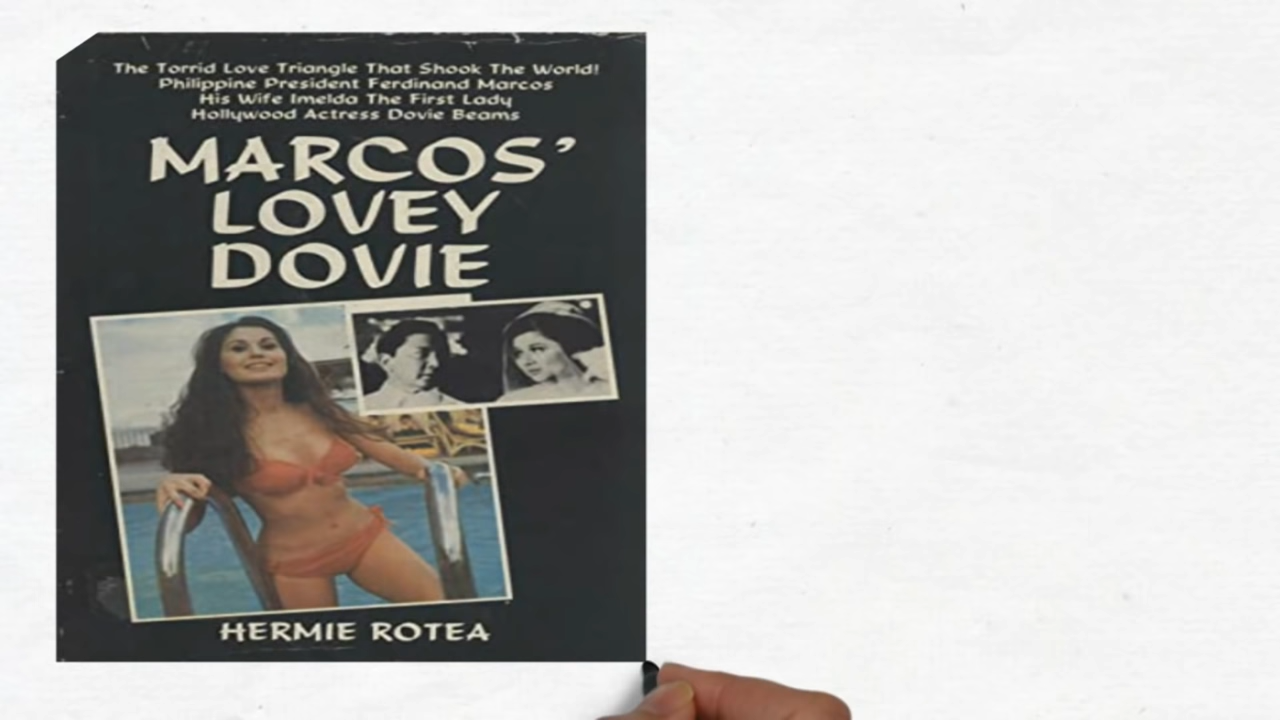 The Torrid Love Triangle That Shook The World!
Philippine President Ferdinand Marcos
His Wife Imelda The First Lady
Hollywood Actress Dovie Beams
MARCOS'
LOVEY
DOVIE
HERMIE ROTEA